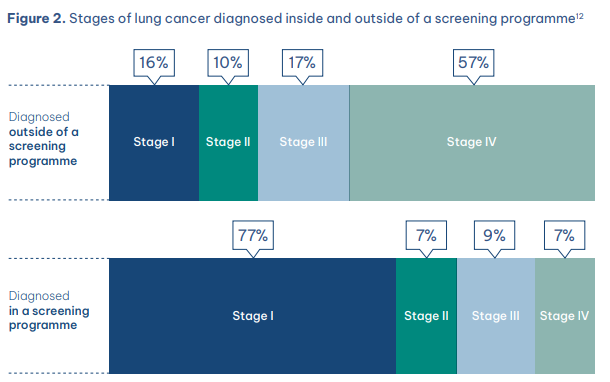 Figure 2. Stages of lung cancer diagnosed inside and outside of a screening programme¹²
16%
10%
17%
57%
Diagnosed
outside of a
screening
programme
Stage I
Stage II
Stage III
Stage IV
77%
7%
9%
7%
Diagnosed
in a screening
programme
Stage I
Stage II
Stage III
Stage IV